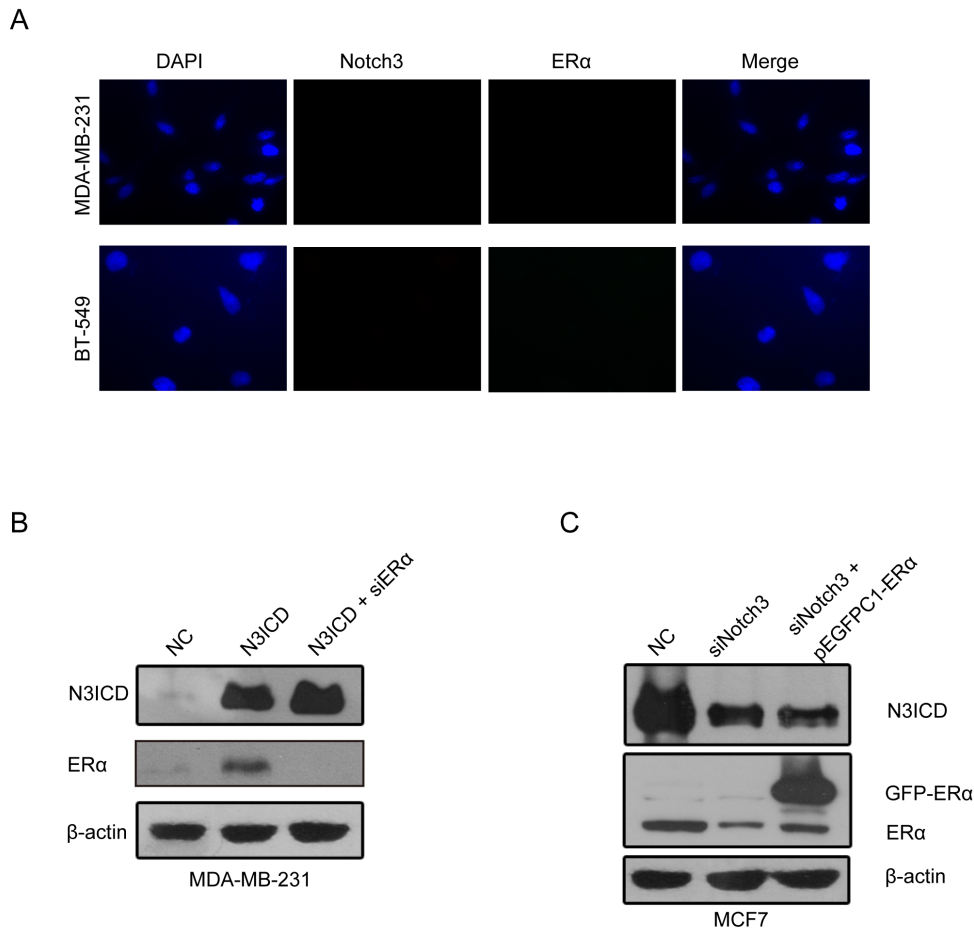 A
DAPI Notch3 ERα Merge
MDA-MB-231
BT-549
B
NC
N3ICD
N3ICD + siERα
N3ICD
ERα
β-actin
MDA-MB-231
C
NC
siNotch3
siNotch3 +
pEGFPC1-ERα
N3ICD
GFP-ERα
ERα
β-actin
MCF7